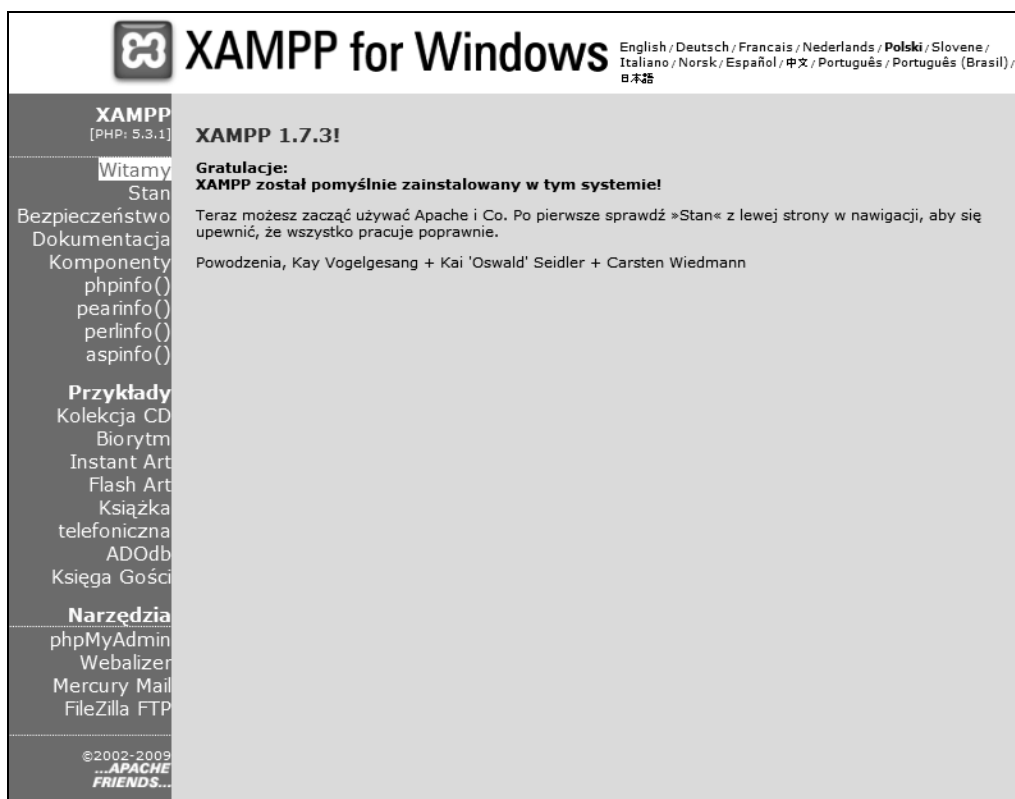 XAMPP for Windows
English / Deutsch / Francais / Nederlands / Polski / Slovene /
Italiano / Norsk / Español / 中文 / Português / Português (Brasil) /
日本語
XAMPP
[PHP: 5.3.1]
Witamy
Stan
Bezpieczeństwo
Dokumentacja
Komponenty
phpinfo()
pearinfo()
perlinfo()
aspinfo()
Przykłady
Kolekcja CD
Biorytm
Instant Art
Flash Art
Książka
telefoniczna
ADOdb
Księga Gości
Narzędzia
phpMyAdmin
Webalizer
Mercury Mail
FileZilla FTP
©2002-2009
...APACHE
FRIENDS...
XAMPP 1.7.3!
Gratulacje:
XAMPP został pomyślnie zainstalowany w tym systemie!
Teraz możesz zacząć używać Apache i Co. Po pierwsze sprawdź »Stan« z lewej strony w nawigacji, aby się
upewnić, że wszystko pracuje poprawnie.
Powodzenia, Kay Vogelgesang + Kai 'Oswald' Seidler + Carsten Wiedmann